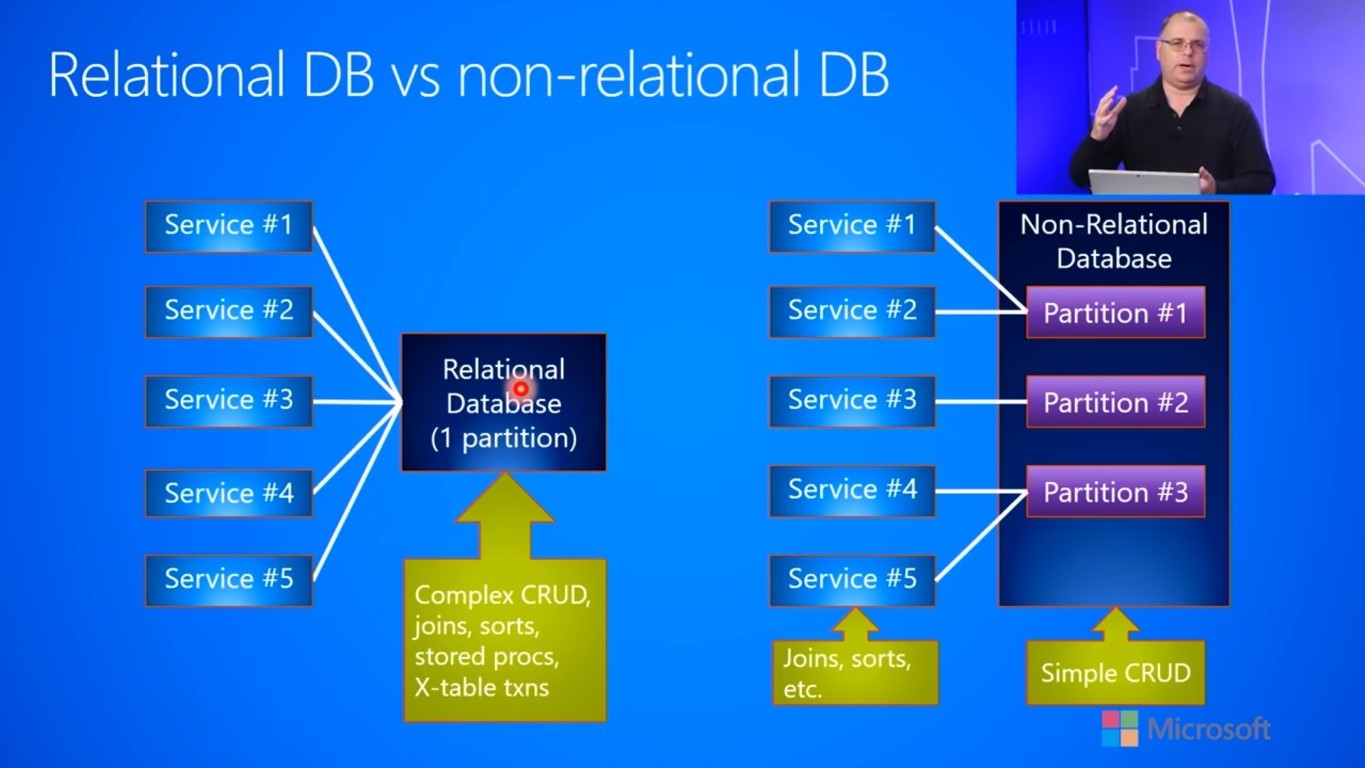 Relational DB vs non-relational DB
Service #1
Service #2
Service #3
Service #4
Service #5
Relational
Database
(1 partition)
Complex CRUD,
joins, sorts,
stored procs,
X-table txns
Service #1
Service #2
Service #3
Service #4
Service #5
Joins, sorts,
etc.
Non-Relational
Database
Partition #1
Partition #2
Partition #3
Simple CRUD
Microsoft